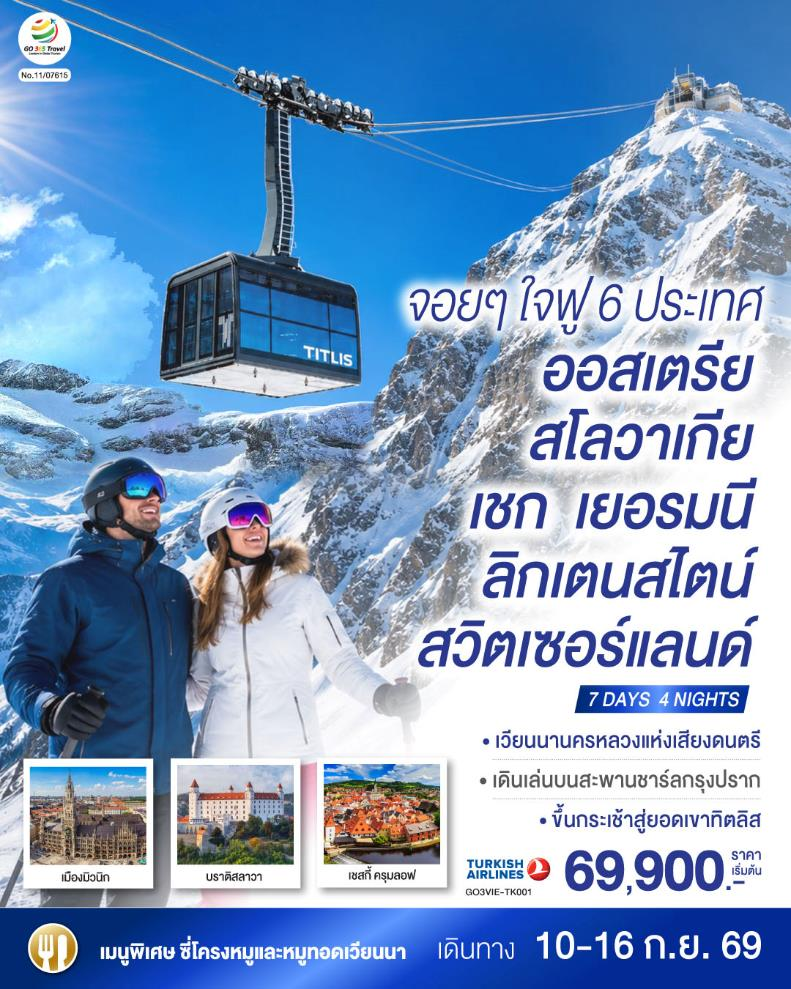 GO 365 Travel
No.11/07615
TITLIS
จอยๆ ใจฟู 6 ประเทศ
ออสเตรีย
สโลวาเกีย
เชก เยอรมนี
ลิกเตนสไตน์
สวิตเซอร์แลนด์
7 DAYS 4 NIGHTS
• เวียนนานครหลวงแห่งเสียงดนตรี
• เดินเล่นบนสะพานชาร์ลกรุงปราก
• ขึ้นกระเช้าสู่ยอดเขาทิตลิส
เมืองมิวนิก
บราติสลาวา
เชสกี้ ครุมลอฟ
TURKISH AIRLINES
GO3VIE-TK001
69,900.-
ราคา
เริ่มต้น
เมนูพิเศษ ซี่โครงหมูและหมูทอดเวียนนา
เดินทาง 10-16 ก.ย. 69